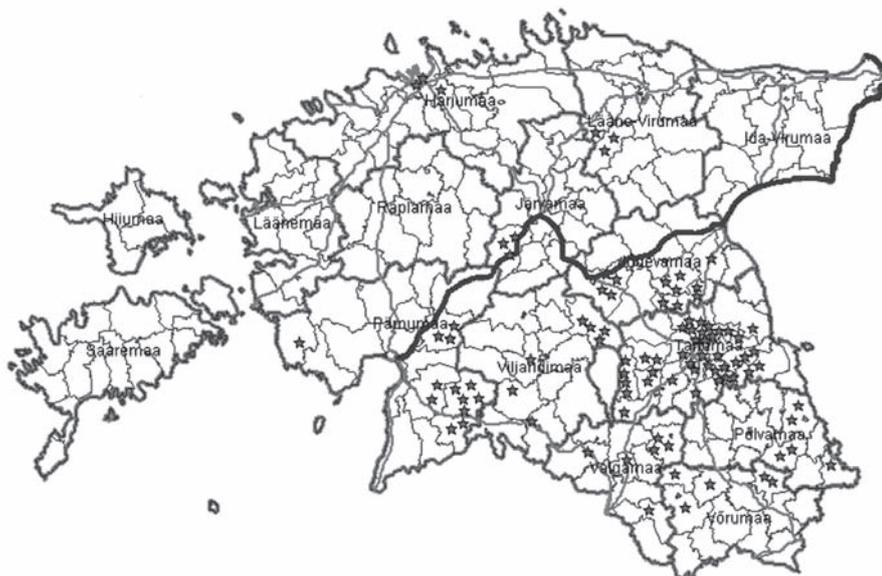 Harjumaa
Lääne-Virumaa
Ida-Virumaa
Hiiumaa
Läänemaa
Raplamaa
Järvamaa
Jõgevamaa
Saaremaa
Pärnumaa
Viljandimaa
Tartumaa
Põlvamaa
Valgamaa
Võrumaa